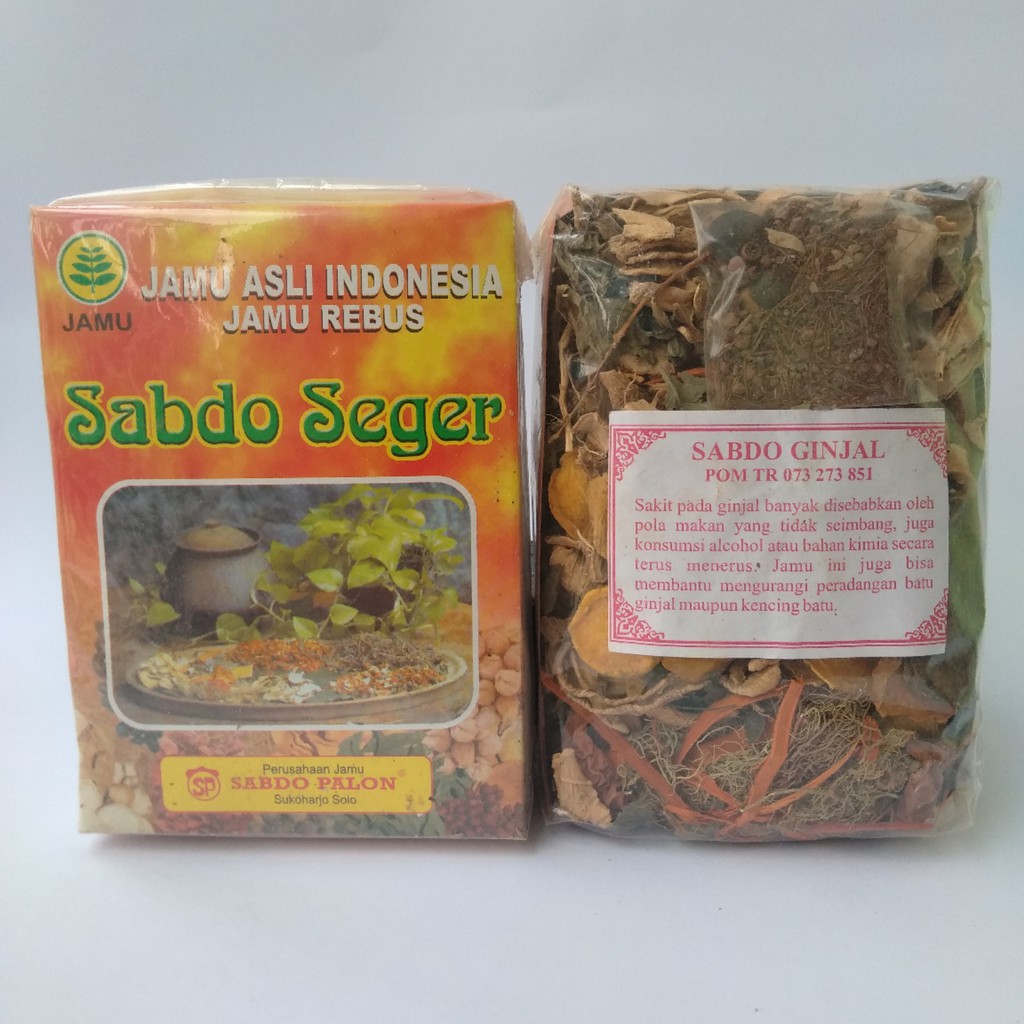 JAMU
JAMU ASLI INDONESIA
JAMU REBUS
Sabdo Seger
SP
Perusahaan Jamu
SABDO PALON®
Sukoharjo Solo
SABDO GINJAL
POM TR 073 273 851
Sakit pada ginjal banyak disebabkan oleh
pola makan yang tidak seimbang, juga
konsumsi alcohol atau bahan kimia secara
terus menerus. Jamu ini juga bisa
membantu mengurangi peradangan batu
ginjal maupun kencing batu.